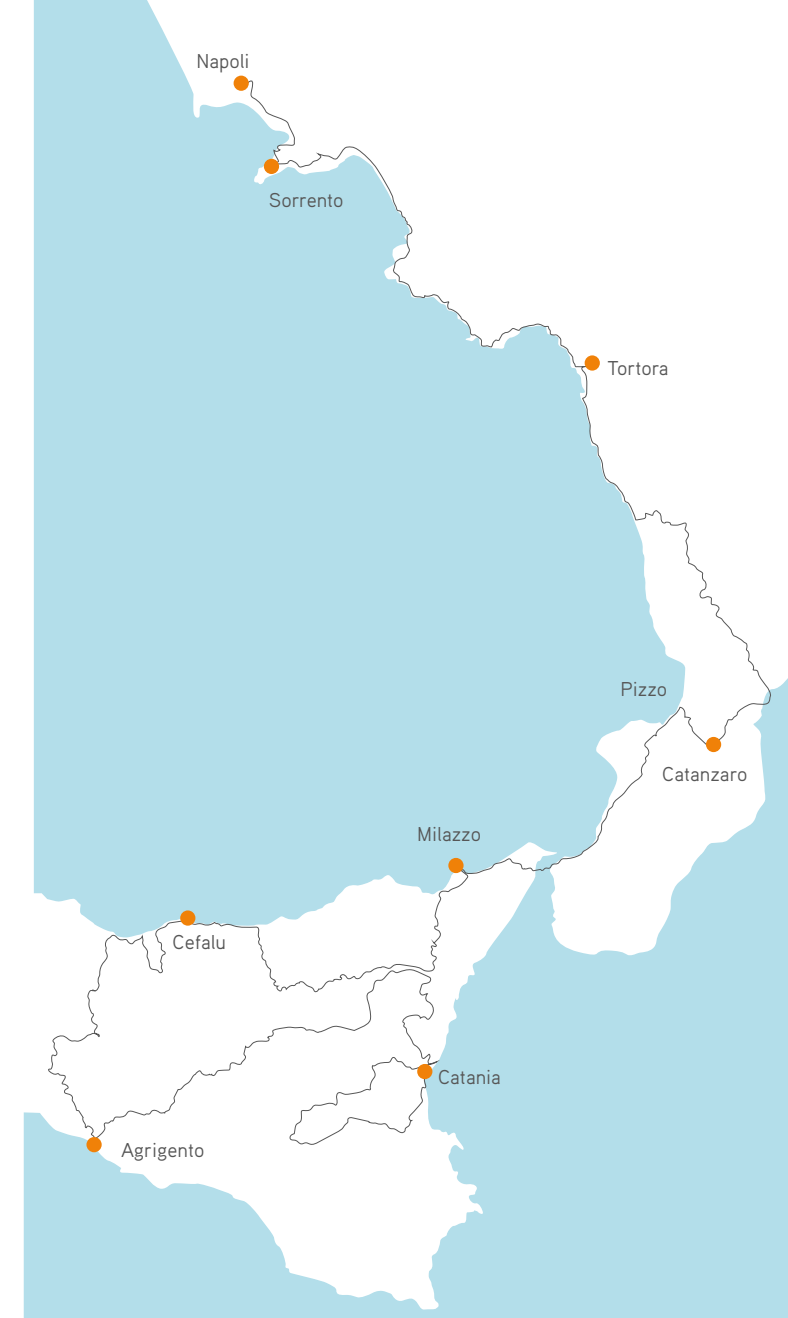 Napoli
Sorrento
Tortora
Pizzo
Catanzaro
Milazzo
Cefalu
Catania
Agrigento